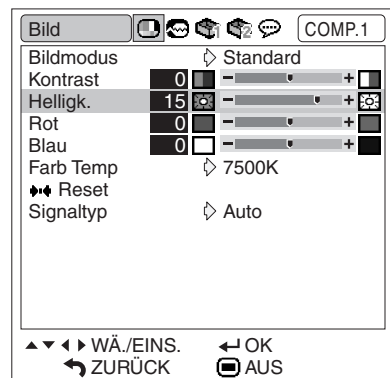 Bild COMP.1
Bildmodus Standard
Kontrast 0 - +
Helligk. 15 - +
Rot 0 - +
Blau 0 - +
Farb Temp 7500K
Reset
Signaltyp Auto
WÄ./EINS. OK
ZURÜCK AUS